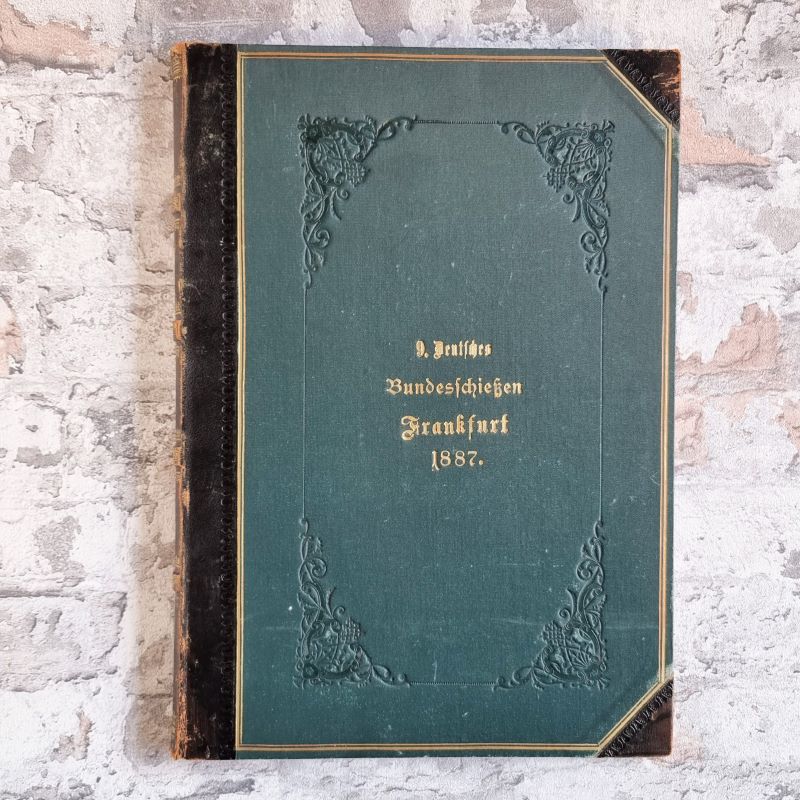 9. Deutsches
Bundesschießen
Frankfurt
1887.